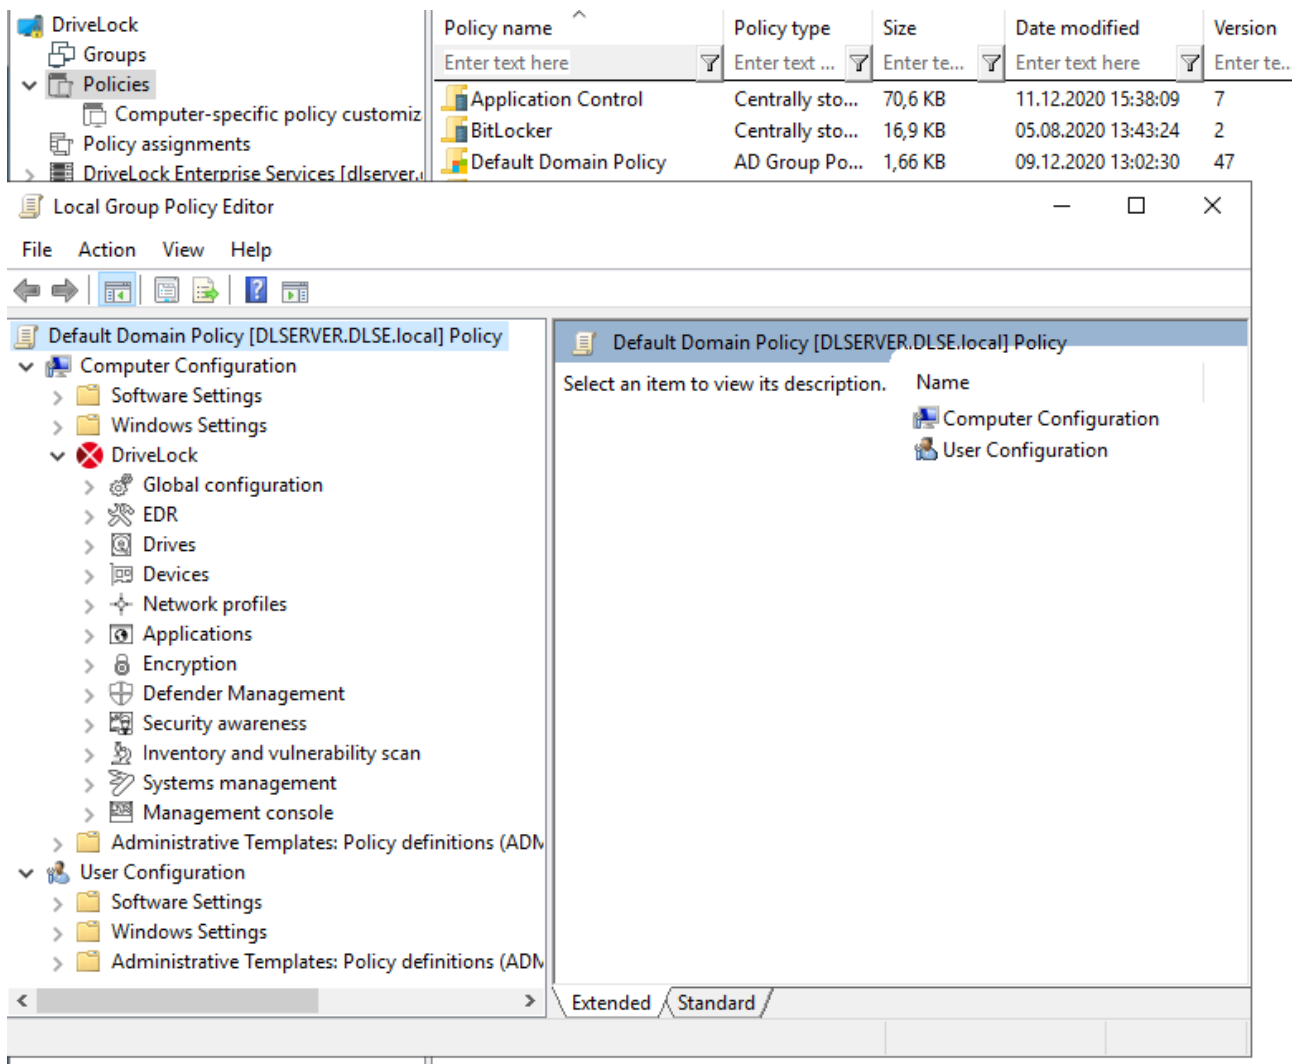 DriveLock
Groups
Policies
Computer-specific policy customiz
Policy assignments
DriveLock Enterprise Services [dlserver.
Policy name Policy type Size Date modified Version
Enter text here Enter text ... Enter te... Enter text here Enter te...
Application Control Centrally sto... 70,6 KB 11.12.2020 15:38:09 7
BitLocker Centrally sto... 16,9 KB 05.08.2020 13:43:24 2
Default Domain Policy AD Group Po... 1,66 KB 09.12.2020 13:02:30 47
Local Group Policy Editor
File Action View Help
Default Domain Policy [DLSERVER.DLSE.local] Policy
Computer Configuration
Software Settings
Windows Settings
DriveLock
Global configuration
EDR
Drives
Devices
Network profiles
Applications
Encryption
Defender Management
Security awareness
Inventory and vulnerability scan
Systems management
Management console
Administrative Templates: Policy definitions (ADM
User Configuration
Software Settings
Windows Settings
Administrative Templates: Policy definitions (ADM
Default Domain Policy [DLSERVER.DLSE.local] Policy
Select an item to view its description.
Name
Computer Configuration
User Configuration
Extended Standard